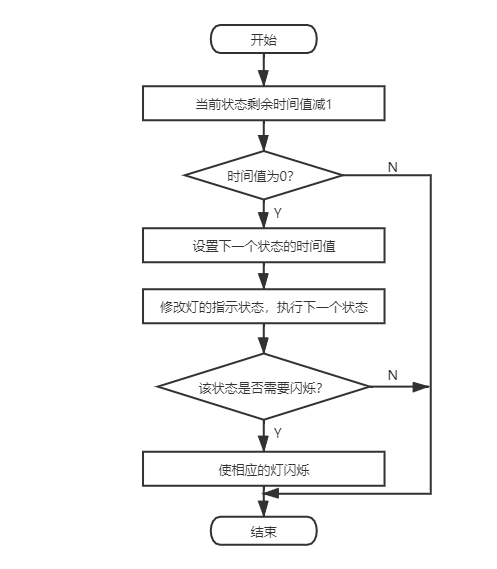 开始
当前状态剩余时间值减1
时间值为0?
N
Y
设置下一个状态的时间值
修改灯的指示状态，执行下一个状态
该状态是否需要闪烁?
N
Y
使相应的灯闪烁
结束